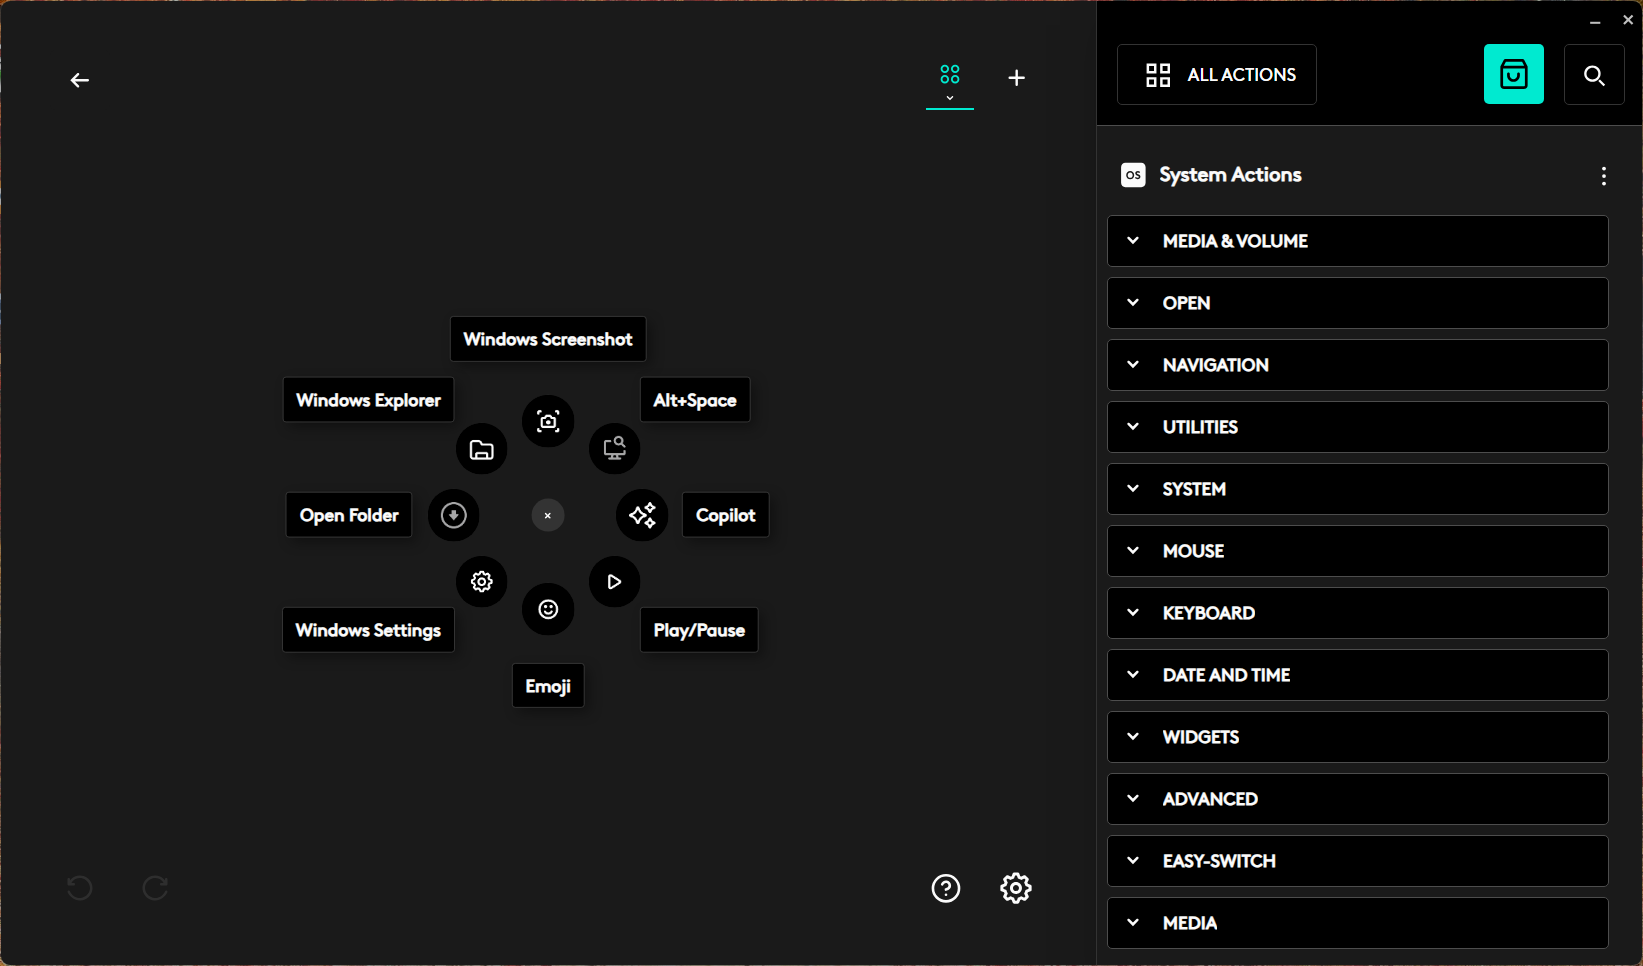 ALL ACTIONS
OS System Actions
MEDIA & VOLUME
OPEN
NAVIGATION
UTILITIES
SYSTEM
MOUSE
KEYBOARD
DATE AND TIME
WIDGETS
ADVANCED
EASY-SWITCH
MEDIA
Windows Screenshot
Windows Explorer
Alt+Space
Open Folder
Copilot
Windows Settings
Play/Pause
Emoji